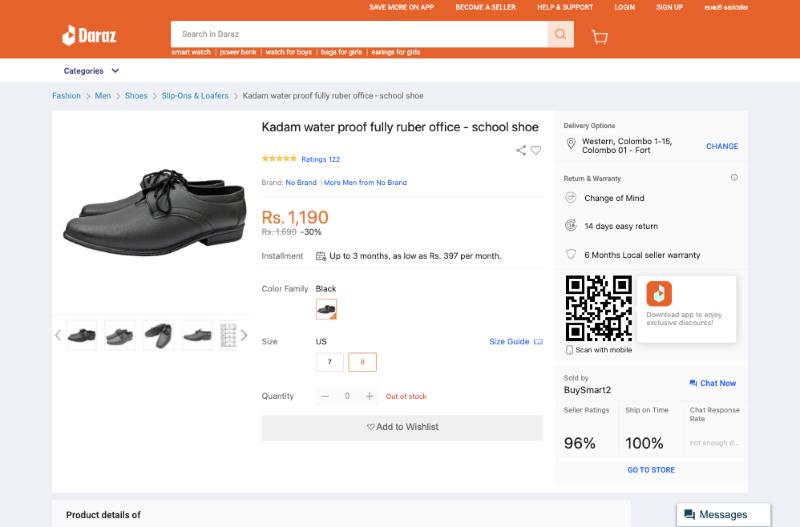 SAVE MORE ON APP
BECOME A SELLER
HELP & SUPPORT
LOGIN
SIGN UP
Daraz
Search in Daraz
smart watch | power bank | watch for boys | bags for girls | earings for girls
Categories
Fashion > Men > Shoes > Slip-Ons & Loafers > Kadam water proof fully ruber office - school shoe
Kadam water proof fully ruber office - school shoe
Ratings 122
Brand: No Brand | More Men from No Brand
Rs. 1,190
Rs. 1,690 -30%
Installment Up to 3 months, as low as Rs. 397 per month.
Color Family Black
Size US Size Guide
7 8
Quantity − 0 + Out of stock
Add to Wishlist
Delivery Options
Western, Colombo 1-15,
Colombo 01 - Fort
CHANGE
Return & Warranty
Change of Mind
14 days easy return
6 Months Local seller warranty
Download app to enjoy
exclusive discounts!
Scan with mobile
Sold by
BuySmart2
Chat Now
Seller Ratings
96%
Ship on Time
100%
Chat Response
Rate
not enough d...
GO TO STORE
Product details of
Messages